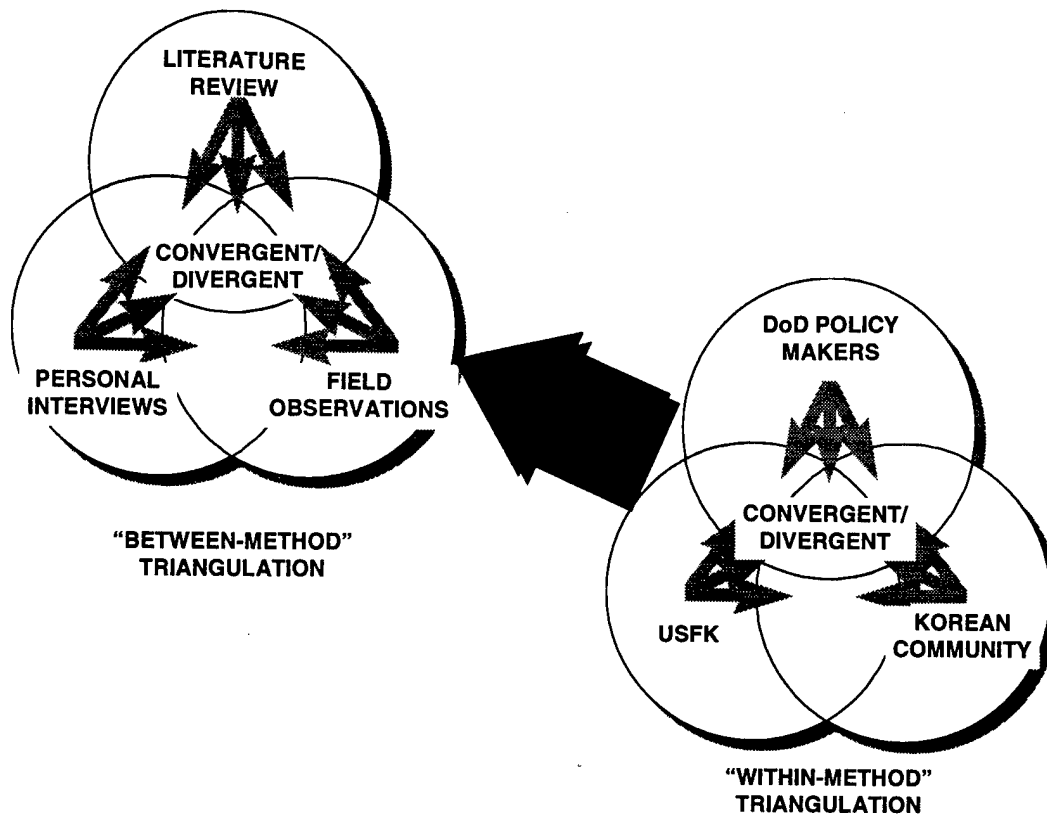 LITERATURE
REVIEW
CONVERGENT/
DIVERGENT
PERSONAL
INTERVIEWS
FIELD
OBSERVATIONS
“BETWEEN-METHOD”
TRIANGULATION
DoD POLICY
MAKERS
CONVERGENT/
DIVERGENT
USFK
KOREAN
COMMUNITY
“WITHIN-METHOD”
TRIANGULATION